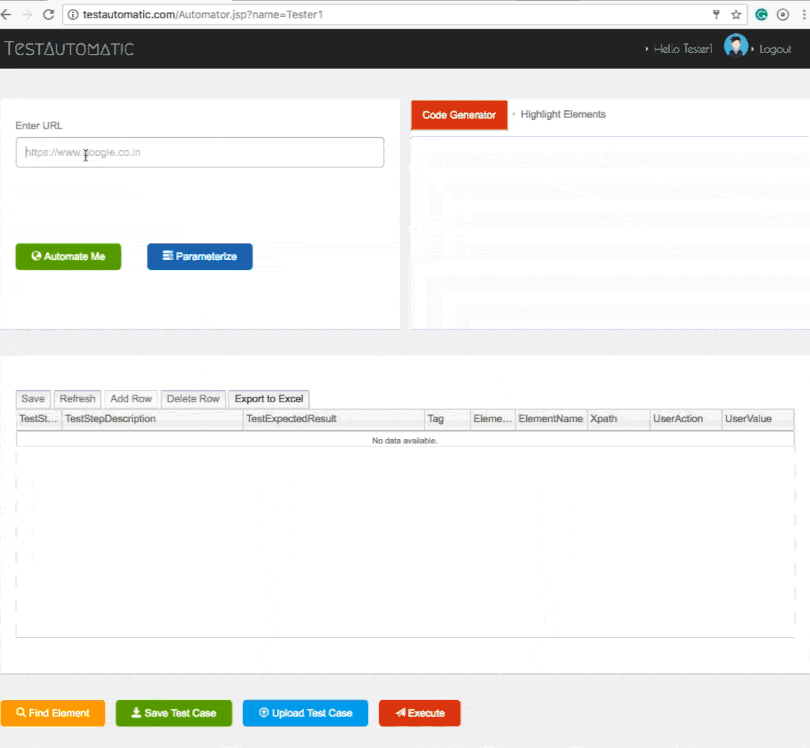 testautomatic.com/Automator.jsp?name=Tester1
TESTAUTOMATIC
Hello Tester1
Logout
Enter URL
https://www.google.co.in
Automate Me
Parameterize
Code Generator
Highlight Elements
Save Refresh Add Row Delete Row Export to Excel
TestSt... TestStepDescription TestExpectedResult Tag Eleme... ElementName Xpath UserAction UserValue
No data available.
Find Element Save Test Case Upload Test Case Execute